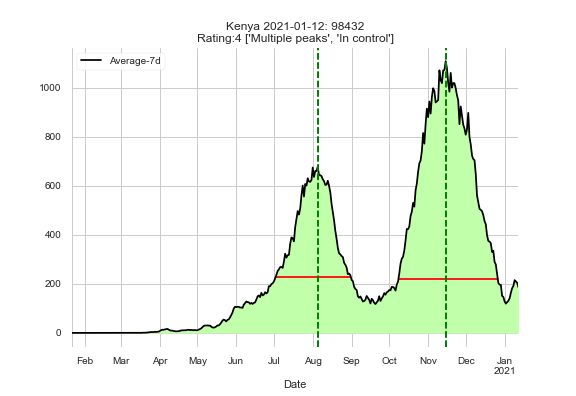 Kenya 2021-01-12: 98432
Rating:4 ['Multiple peaks', 'In control']
Average-7d
1000
800
600
400
200
0
Feb Mar Apr May Jun Jul Aug Sep Oct Nov Dec Jan
2021
Date